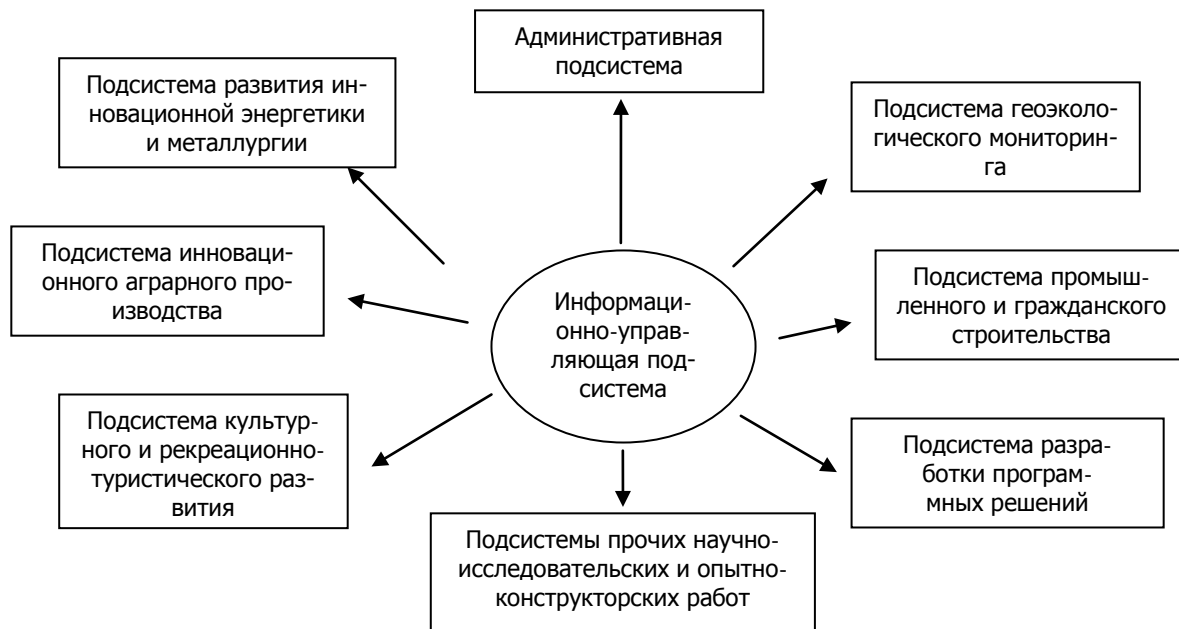 Административная
подсистема
Подсистема развития ин-
новационной энергетики
и металлургии
Подсистема геоэколо-
гического мониторин-
га
Подсистема инноваци-
онного аграрного про-
изводства
Информаци-
онно-управ-
ляющая под-
система
Подсистема промыш-
ленного и гражданского
строительства
Подсистема культур-
ного и рекреационно-
туристического раз-
вития
Подсистема разра-
ботки програм-
мных решений
Подсистемы прочих научно-
исследовательских и опытно-
конструкторских работ